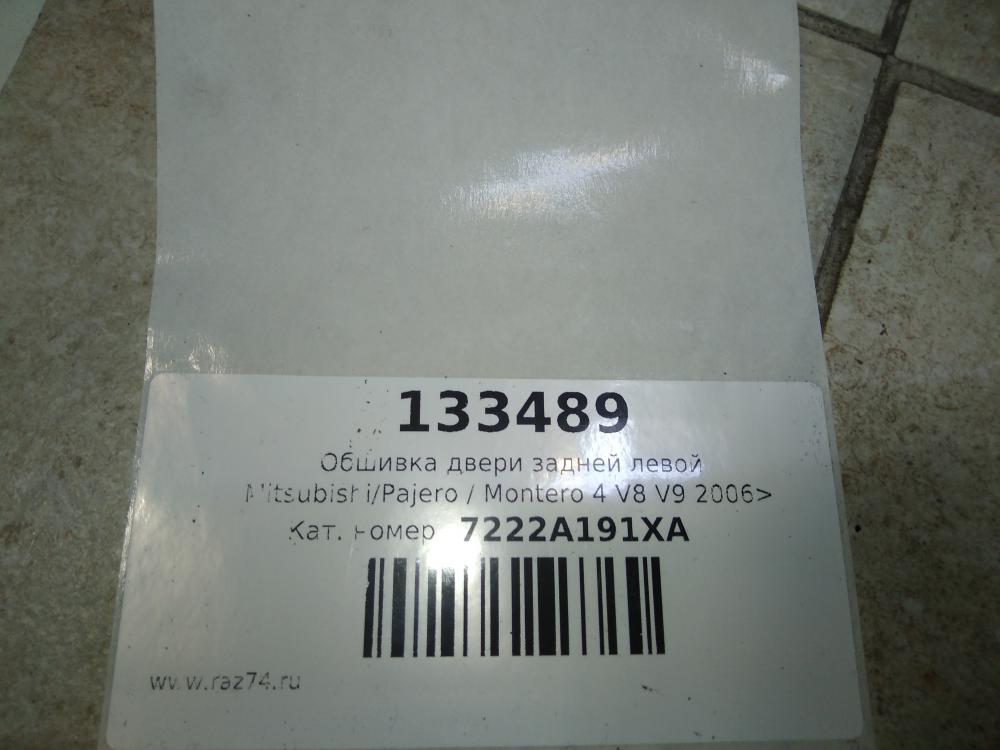 133489
Обшивка двери задней левой
Mitsubishi/Pajero / Montero 4 V8 V9 2006>
Кат. номер 7222A191XA
www.raz74.ru